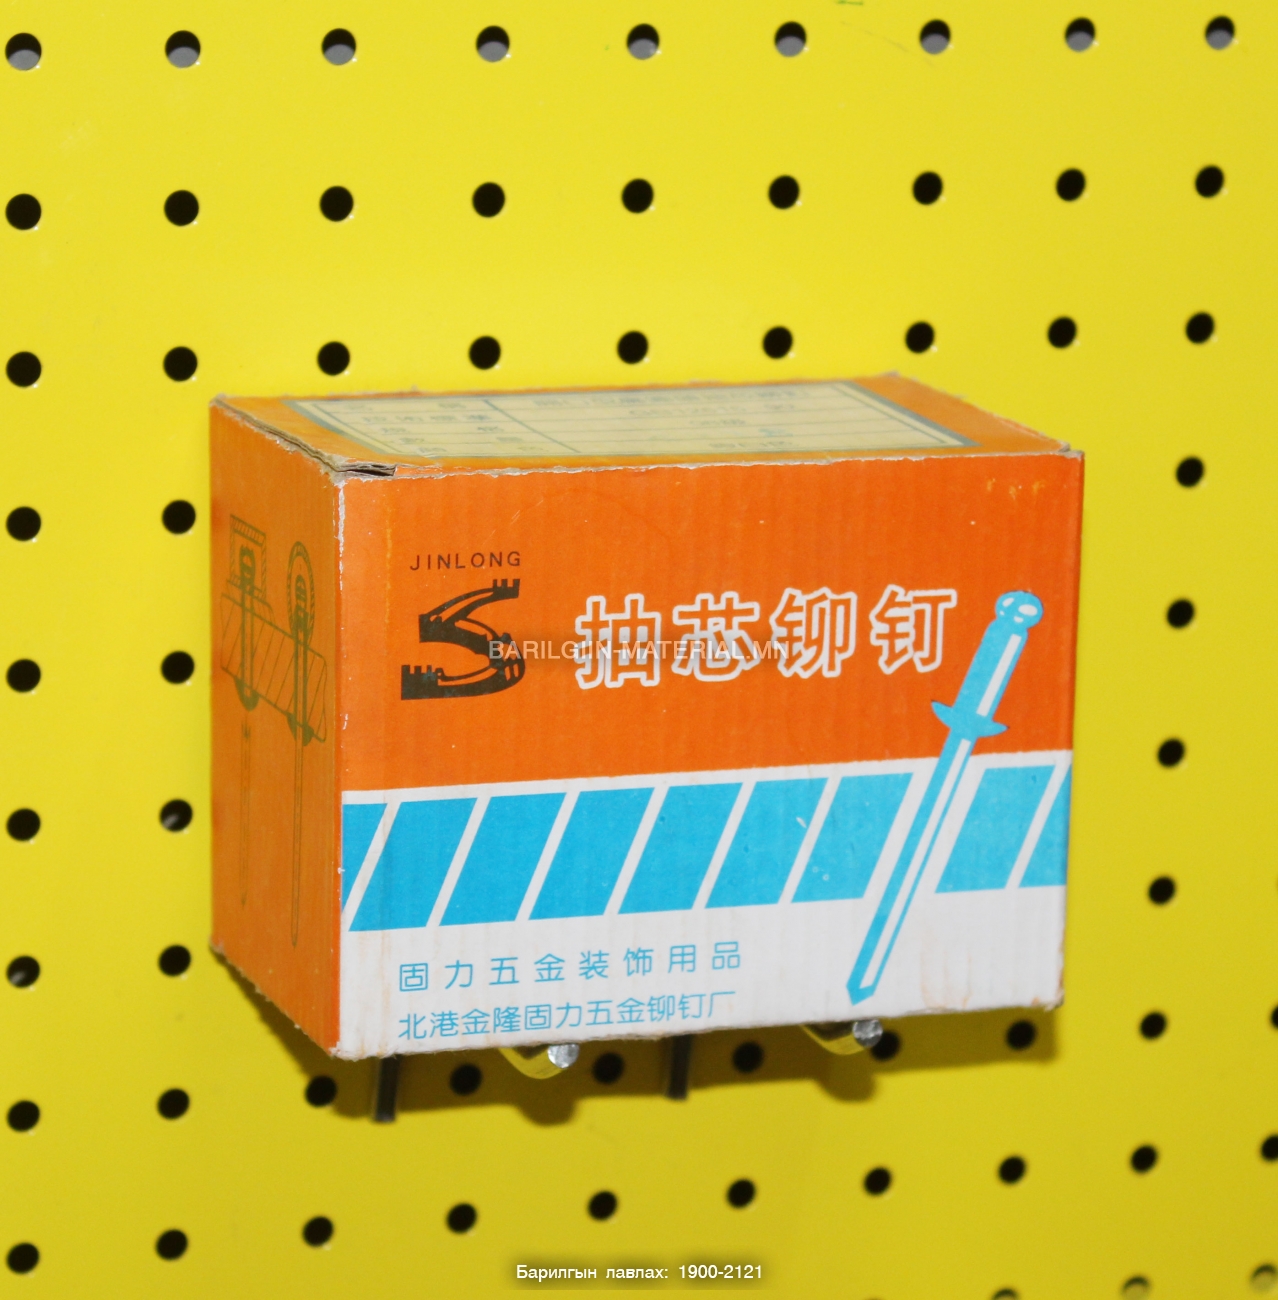 JINLONG
抽芯铆钉
BARILGIIN-MATERIAL.MN
固力五金装饰用品
北港金隆固力五金铆钉厂
Барилгын лавлах: 1900-2121